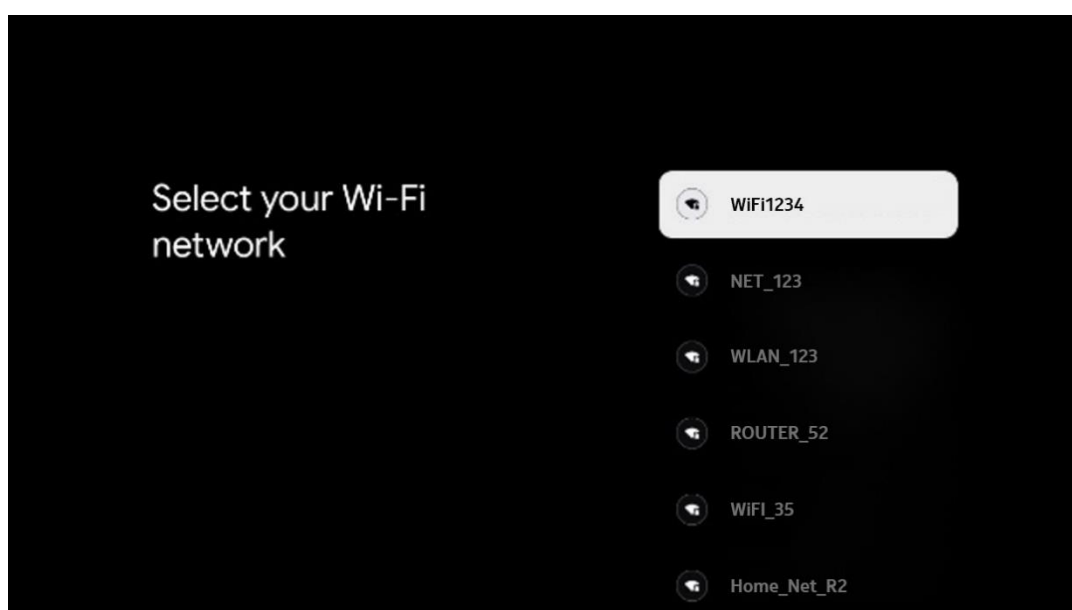 Select your Wi-Fi
network
WiFi1234
NET_123
WLAN_123
ROUTER_52
WiFI_35
Home_Net_R2